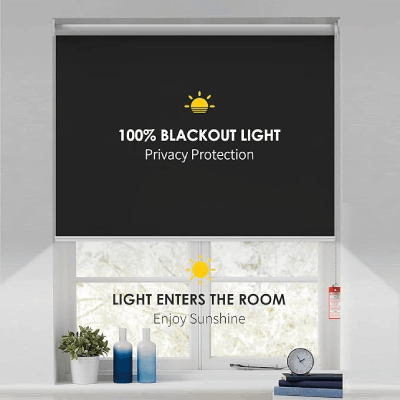 100% BLACKOUT LIGHT
Privacy Protection
LIGHT ENTERS THE ROOM
Enjoy Sunshine